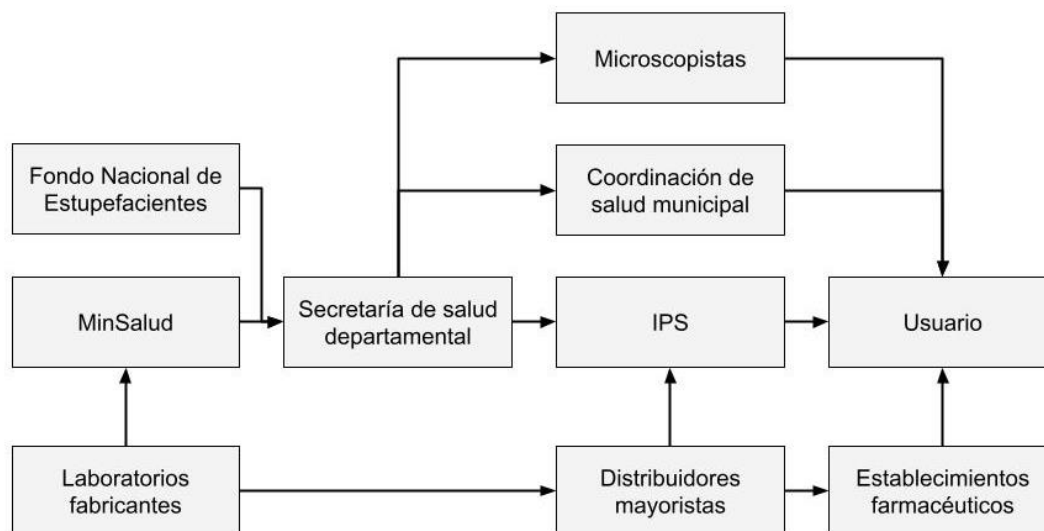 Microscopistas
Fondo Nacional de
Estupefacientes
Coordinación de
salud municipal
MinSalud
Secretaría de salud
departamental
IPS
Usuario
Laboratorios
fabricantes
Distribuidores
mayoristas
Establecimientos
farmacéuticos